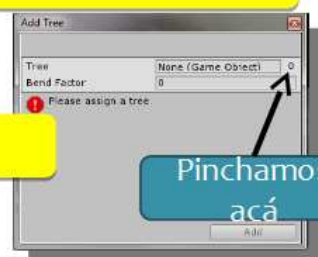 Add Tree
Tree None (Game Object)
Bend Factor 0
Please assign a tree
Pinchamo
acá
Add